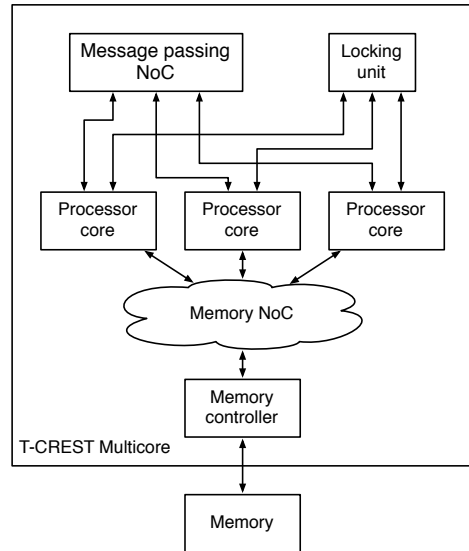 Message passing
NoC
Locking
unit
Processor
core
Processor
core
Processor
core
Memory NoC
Memory
controller
T-CREST Multicore
Memory